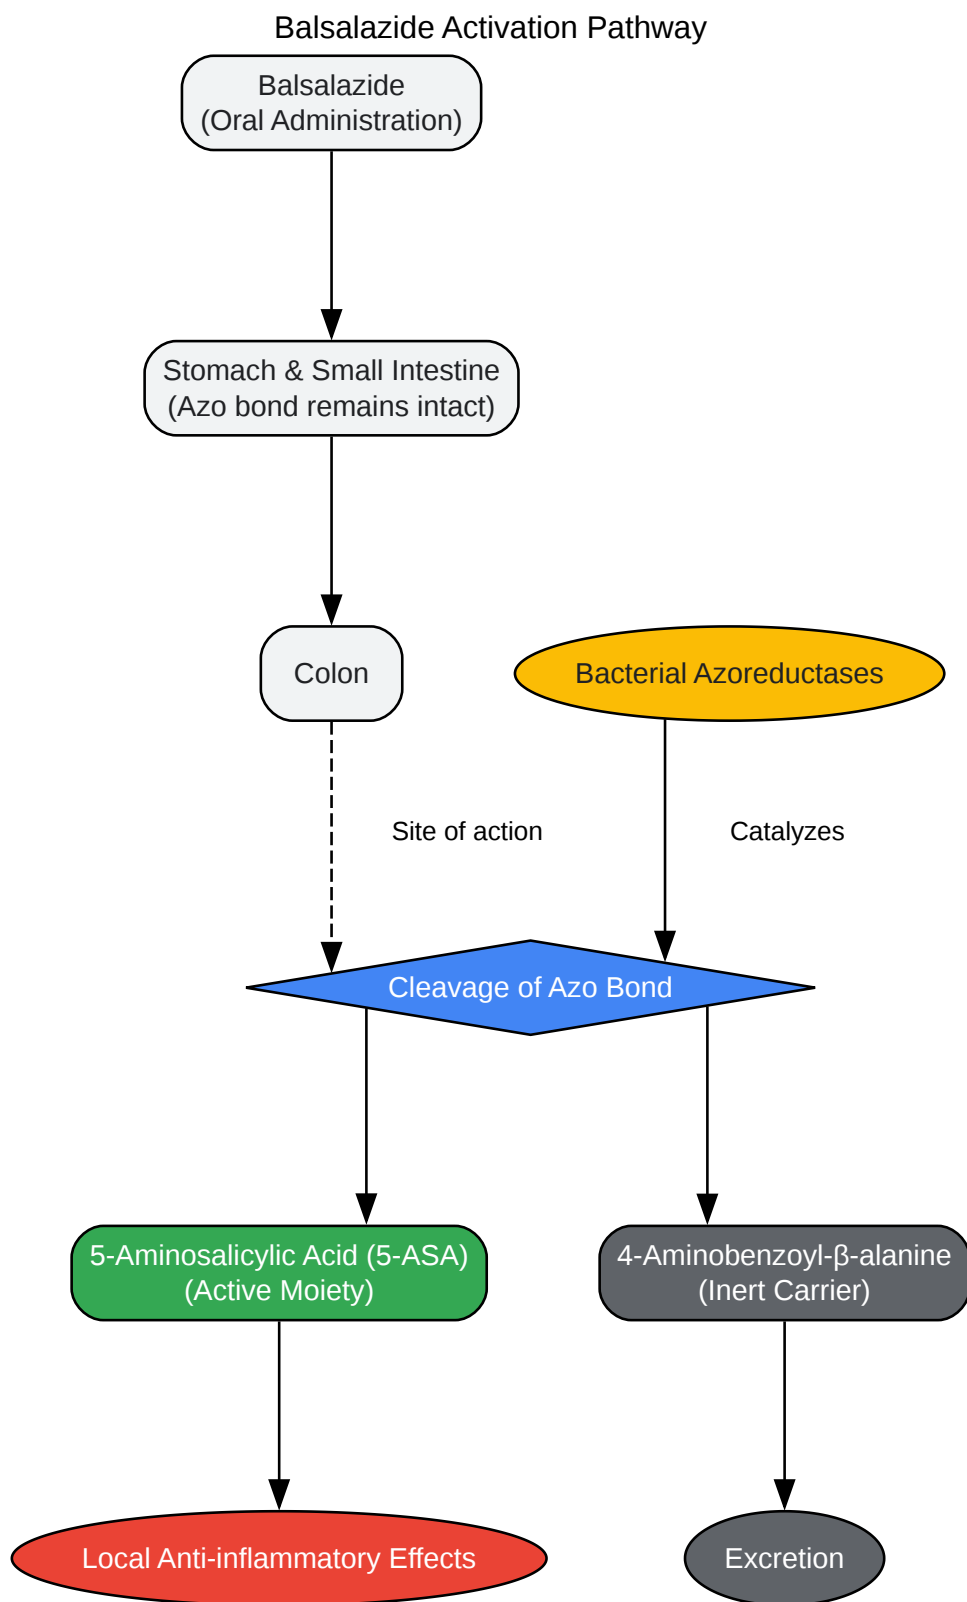 Balsalazide Activation Pathway
Balsalazide
(Oral Administration)
Stomach & Small Intestine
(Azo bond remains intact)
Colon
Bacterial Azoreductases
Site of action
Catalyzes
Cleavage of Azo Bond
5-Aminosalicylic Acid (5-ASA)
(Active Moiety)
4-Aminobenzoyl-β-alanine
(Inert Carrier)
Local Anti-inflammatory Effects
Excretion